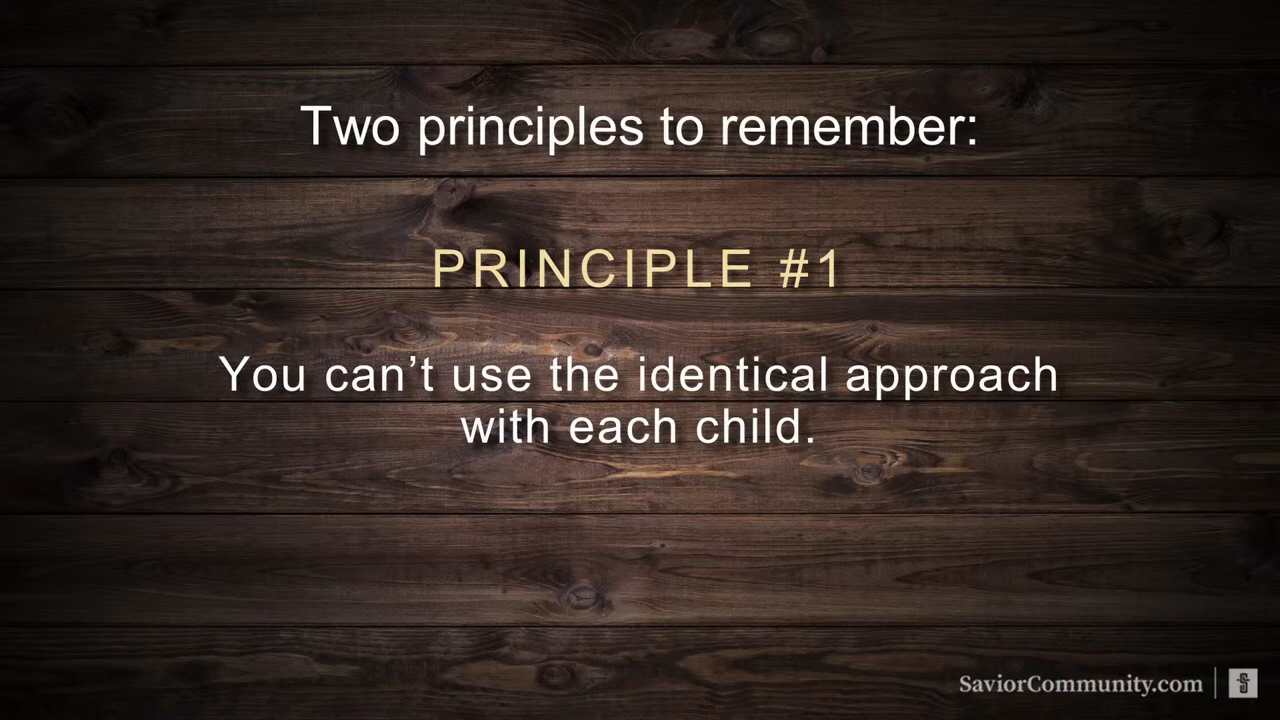 Two principles to remember:
PRINCIPLE #1
You can’t use the identical approach
with each child.
SaviorCommunity.com